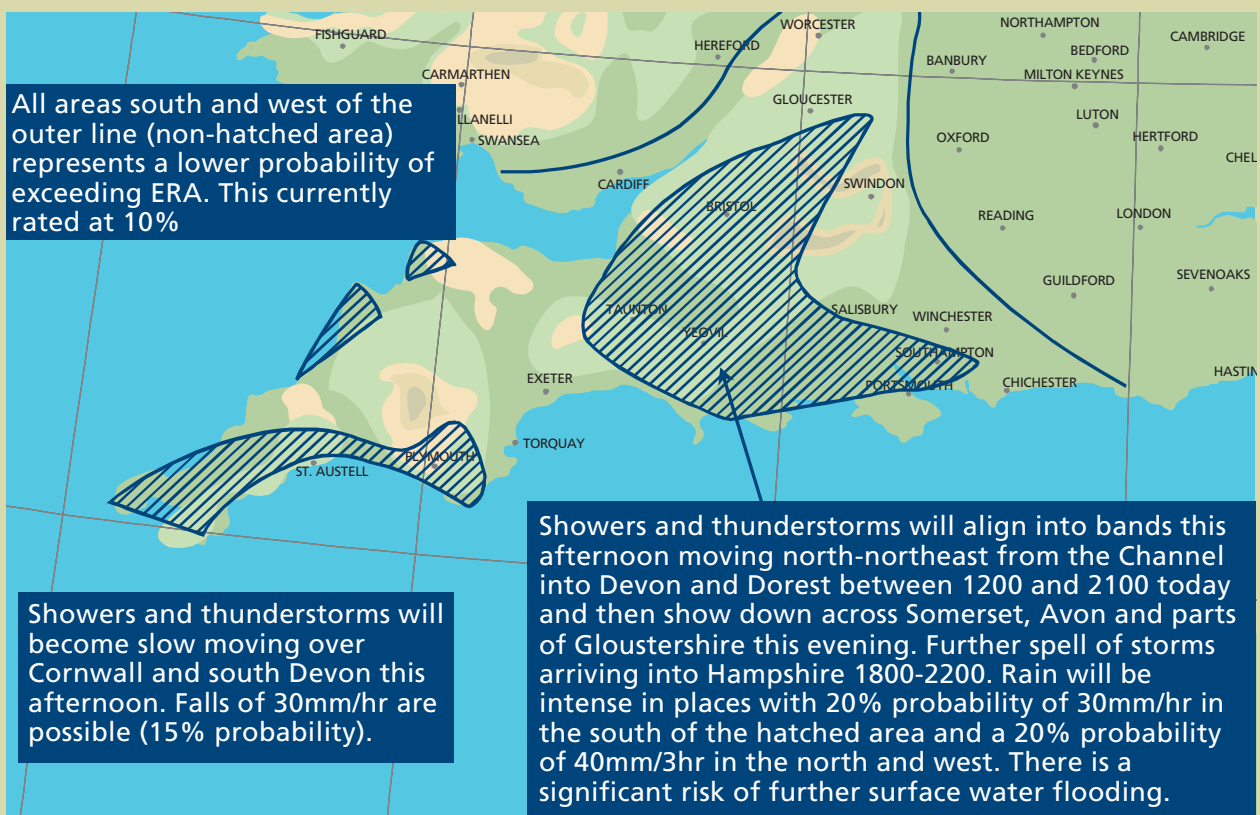 NORTHAMPTON
WORCESTER
FISHGUARD
CAMBRIDGE
HEREFORD
BEDFORD
BANBURY
CARMARTHEN
MILTON KEYNES
All areas south and west of the
outer line (non-hatched area)
represents a lower probability of
exceeding ERA. This currently
rated at 10%
GLOUCESTER
LLANELLI
LUTON
SWANSEA
OXFORD
HERTFORD
CHEL
CARDIFF
SWINDON
BRISTOL
READING
LONDON
GUILDFORD
SEVENOAKS
TAUNTON
SALISBURY
WINCHESTER
YEOVIL
SOUTHAMPTON
EXETER
PORTSMOUTH
CHICHESTER
HASTIN
TORQUAY
PLYMOUTH
ST. AUSTELL
Showers and thunderstorms will
become slow moving over
Cornwall and south Devon this
afternoon. Falls of 30mm/hr are
possible (15% probability).
Showers and thunderstorms will align into bands this
afternoon moving north-northeast from the Channel
into Devon and Dorest between 1200 and 2100 today
and then show down across Somerset, Avon and parts
of Gloustershire this evening. Further spell of storms
arriving into Hampshire 1800-2200. Rain will be
intense in places with 20% probability of 30mm/hr in
the south of the hatched area and a 20% probability
of 40mm/3hr in the north and west. There is a
significant risk of further surface water flooding.